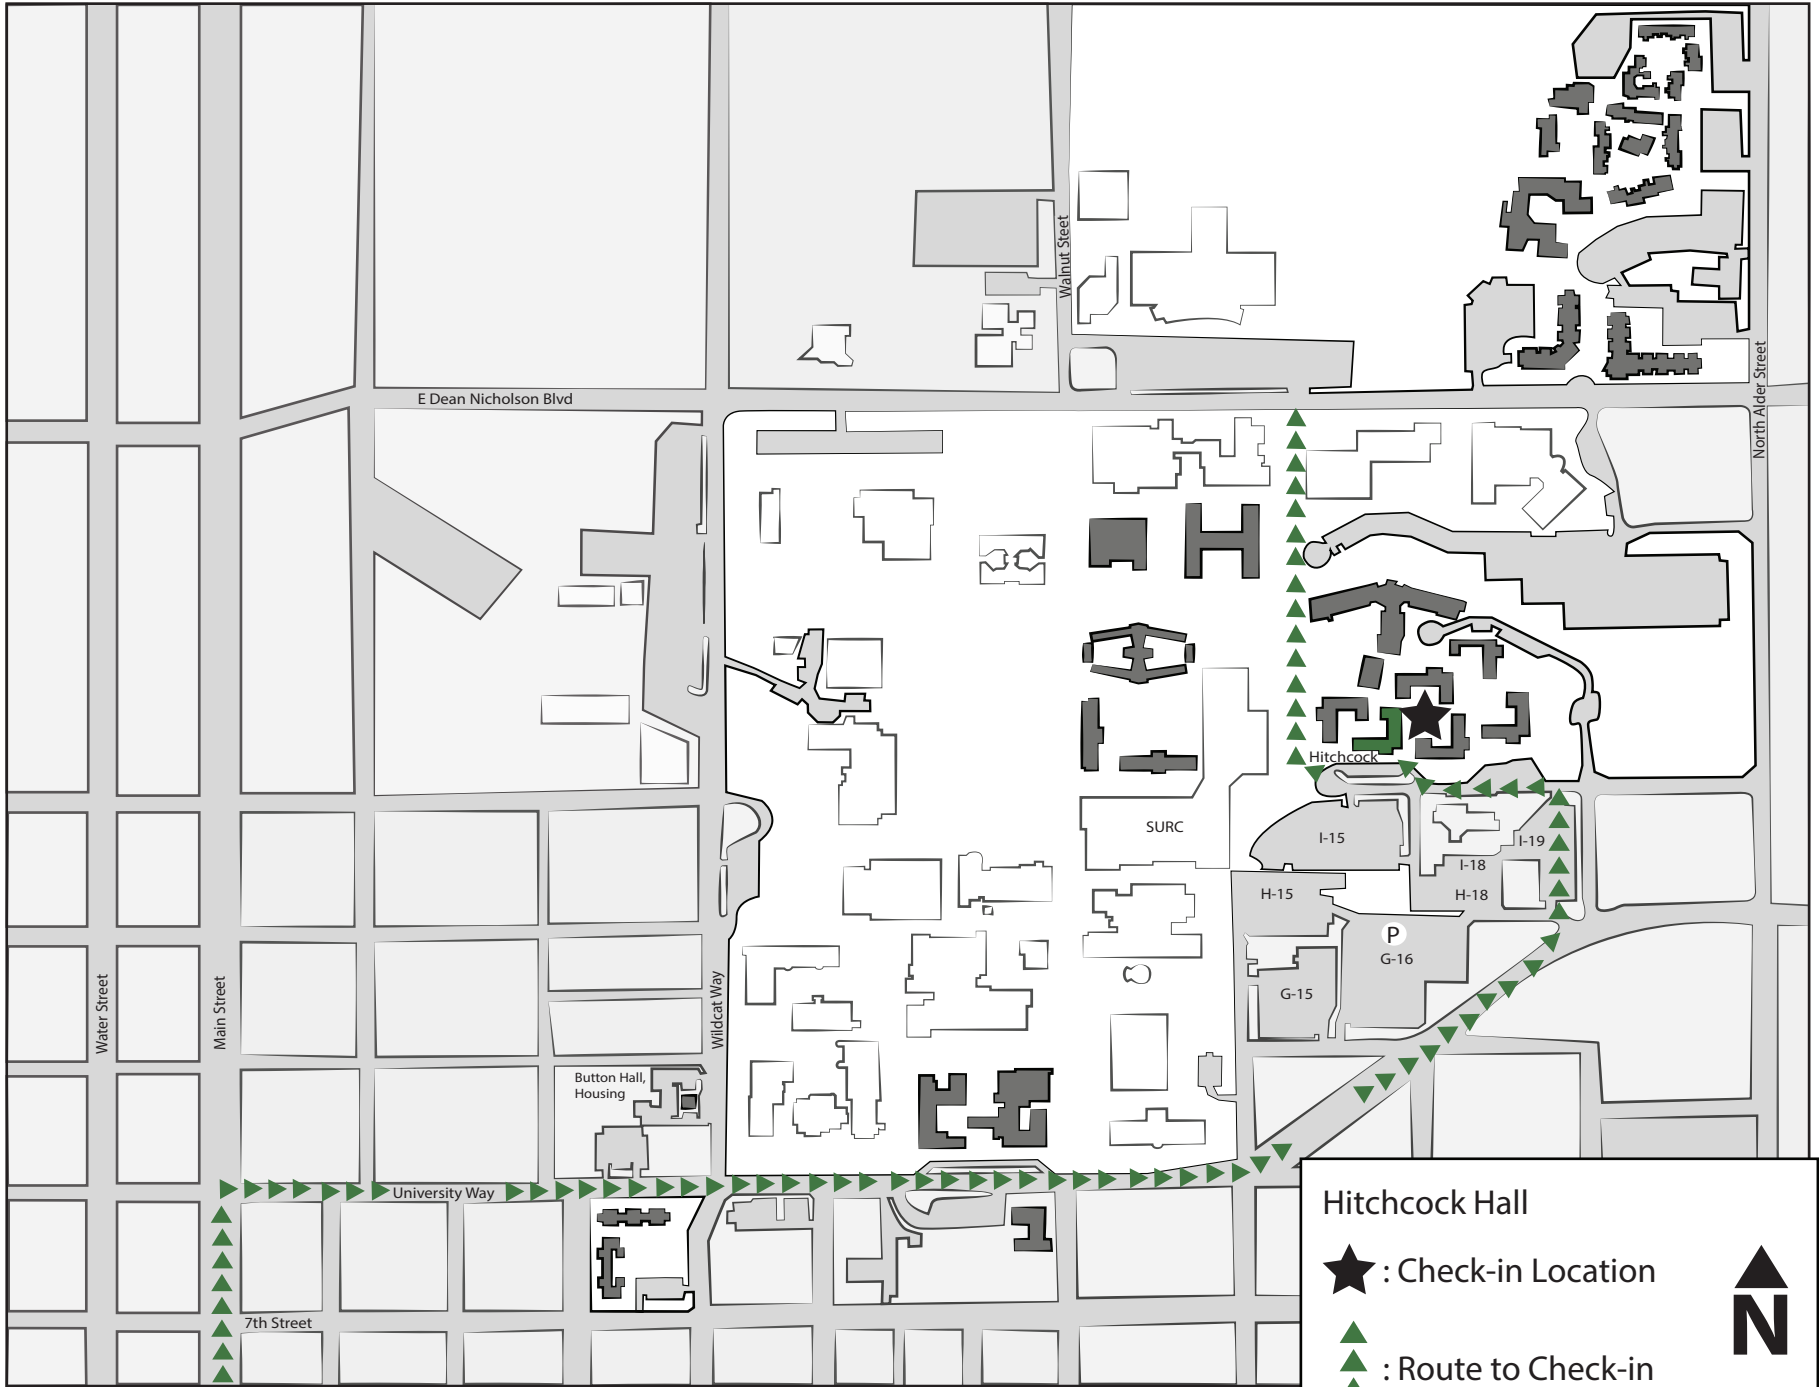 Walnut Steet
North Alder Street
E Dean Nicholson Blvd
Hitchcock
SURC
I-15
I-19
I-18
H-15
H-18
P
G-16
G-15
Water Street
Main Street
Wildcat Way
Button Hall,
Housing
University Way
7th Street
Hitchcock Hall
: Check-in Location
N
: Route to Check-in